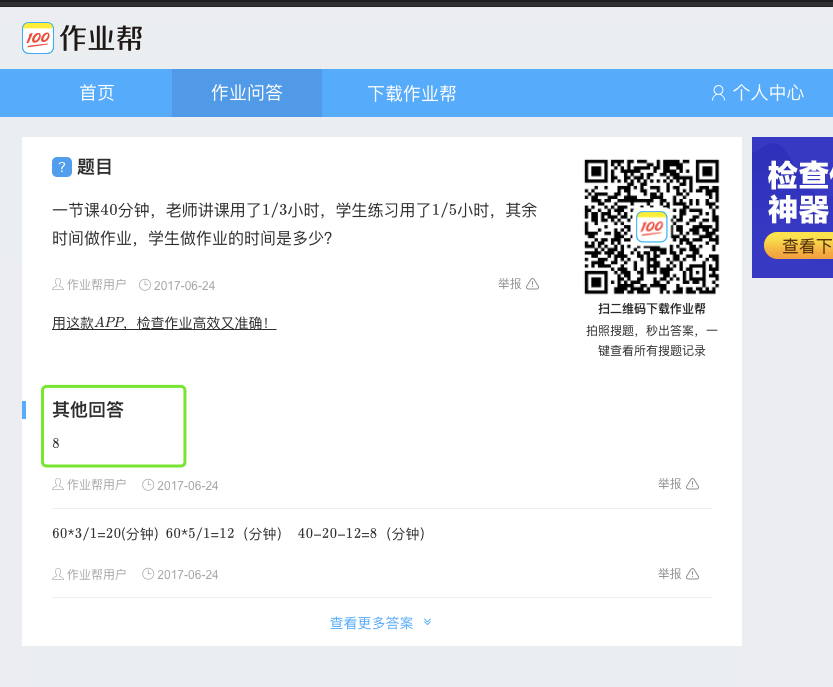 100 作业帮
首页 作业问答 下载作业帮 个人中心
? 题目
一节课40分钟，老师讲课用了1/3小时，学生练习用了1/5小时，其余
时间做作业，学生做作业的时间是多少？
作业帮用户 2017-06-24 举报
用这款APP，检查作业高效又准确！
100
扫二维码下载作业帮
拍照搜题，秒出答案，一
键查看所有搜题记录
检查
神器
查看下
其他回答
8
作业帮用户 2017-06-24 举报
60*3/1=20(分钟) 60*5/1=12（分钟） 40-20-12=8（分钟）
作业帮用户 2017-06-24 举报
查看更多答案